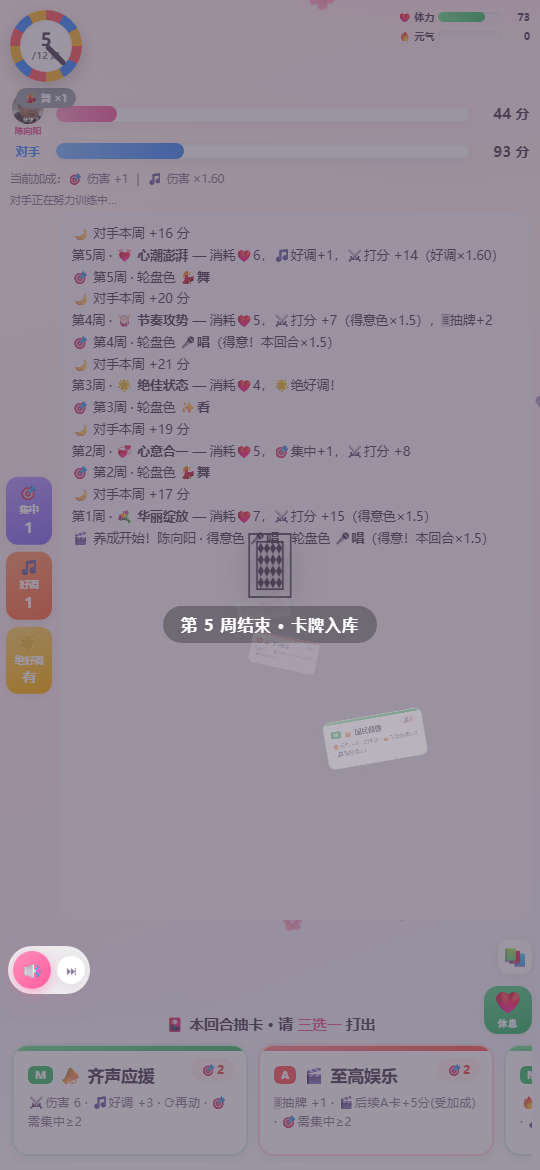 5
/12
体力 73
元气 0
舞 ×1
陈向阳
44 分
对手
93 分
当前加成: 伤害 +1 | 伤害 ×1.60
对手正在努力训练中...
对手本周 +16 分
第5周 · 心潮澎湃 — 消耗6, 好调+1, 打分 +14（好调×1.60）
第5周 · 轮盘色 舞
对手本周 +20 分
第4周 · 节奏攻势 — 消耗5, 打分 +7（得意色×1.5）, 抽牌+2
第4周 · 轮盘色 唱（得意！本回合×1.5）
对手本周 +21 分
第3周 · 绝佳状态 — 消耗4, 绝好调!
第3周 · 轮盘色 看
对手本周 +19 分
第2周 · 心意合一 — 消耗5, 集中+1, 打分 +8
第2周 · 轮盘色 舞
对手本周 +17 分
第1周 · 华丽绽放 — 消耗7, 打分 +15（得意色×1.5）
养成开始！陈向阳 · 得意色 唱 轮盘色 唱（得意！本回合×1.5）
集中
1
好调
1
绝好调
有
第 5 周结束 • 卡牌入库
休息
本回合抽卡 • 请 三选一 打出
M 齐声应援 2
伤害 6 · 好调 +3 · 再动 ·
需集中≥2
A 至高娱乐 2
抽牌 +1 · 后续A卡+5分(受加成)
· 需集中≥2